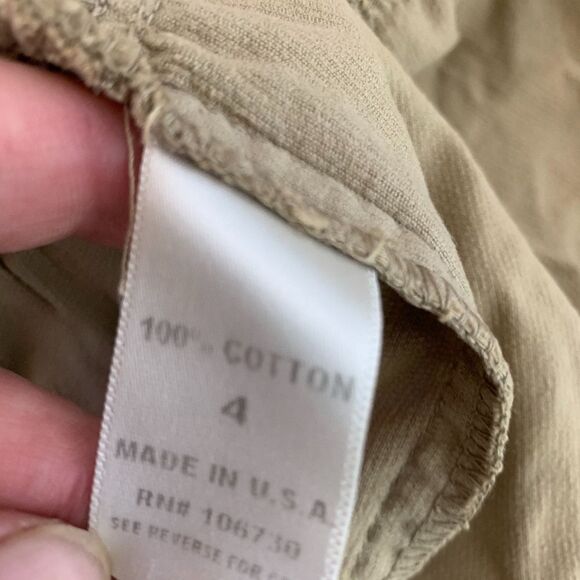 100% COTTON
4
MADE IN U.S.A.
RN# 106730
SEE REVERSE FOR